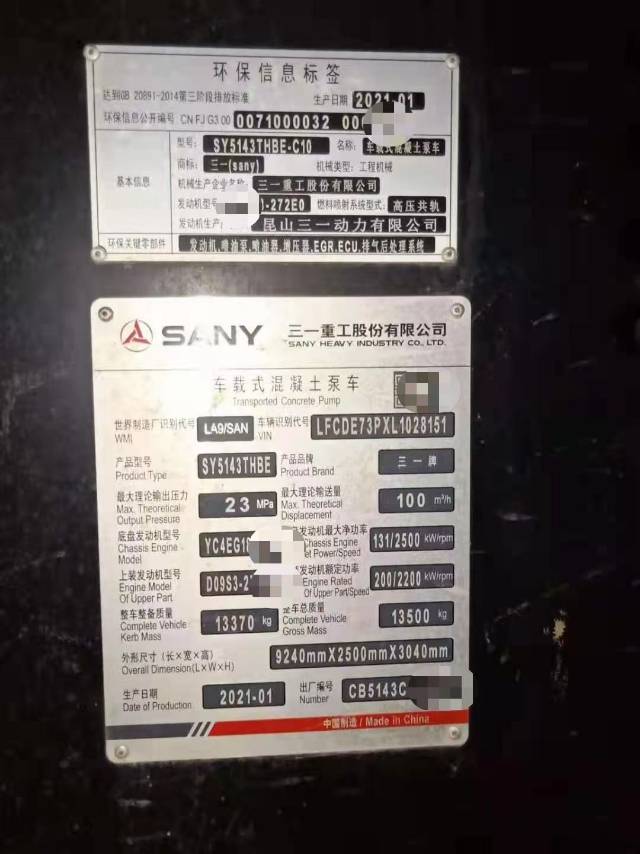 环保信息标签
达到GB 20891-2014第三阶段排放标准 生产日期 2021-01
环保信息公开编号 CN FJ G3 00 0071000032 00
基本信息
型号: SY5143THBE-C10 名称: 车载式混凝土泵车
商标: 三一(sany) 机械类型: 工程机械
机械生产企业名称: 三一重工股份有限公司
发动机型号 -272E0 燃料喷射系统型式: 高压共轨
发动机生产 昆山三一动力有限公司
环保关键零部件 发动机,喷油泵,喷油器,增压器,EGR,ECU,排气后处理系统
SANY 三一重工股份有限公司
SANY HEAVY INDUSTRY CO., LTD.
车载式混凝土泵车
Transported Concrete Pump
世界制造厂识别代号 LA9/SAN 车辆识别代号 LFCDE73PXL1028151
WMI VIN
产品型号 SY5143THBE 产品品牌 三一牌
Product Type Product Brand
最大理论输出压力 23 MPa 最大理论输送量 100 m³/h
Max. Theoretical Output Pressure Max. Theoretical Displacement
底盘发动机型号 YC4EG1 发动机最大净功率 131/2500 kW/rpm
Chassis Engine Model Chassis Engine et Power/Speed
上装发动机型号 D09S3-2 发动机额定功率 200/2200 kW/rpm
Engine Model Of Upper Part Engine Rated Of Upper Part/Speed
整车整备质量 13370 kg 整车总质量 13500 kg
Complete Vehicle Kerb Mass Complete Vehicle Gross Mass
外形尺寸(长×宽×高) 9240mmX2500mmX3040mm
Overall Dimension(L×W×H)
生产日期 2021-01 出厂编号 CB5143C
Date of Production Number
中国制造 / Made in China